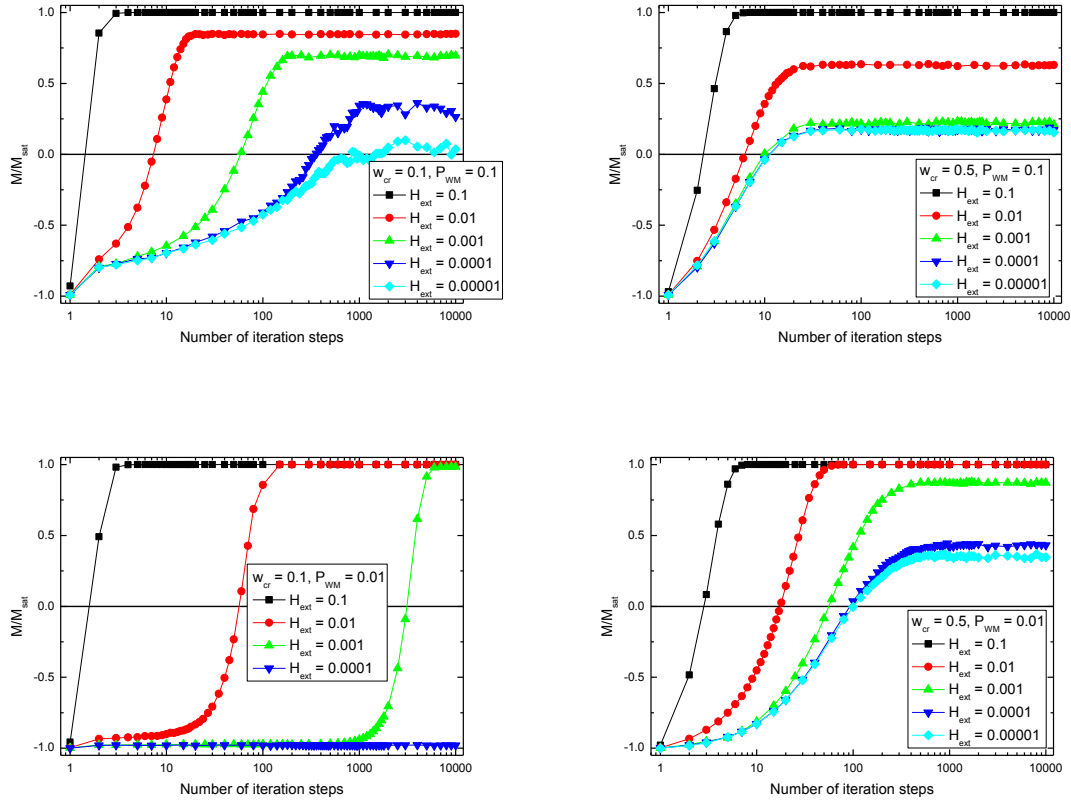 1.0
0.5
0.0
-0.5
-1.0
M/M_sat
w_cr = 0.1, P_WM = 0.1
H_ext = 0.1
H_ext = 0.01
H_ext = 0.001
H_ext = 0.0001
H_ext = 0.00001
1 10 100 1000 10000
Number of iteration steps
1.0
0.5
0.0
-0.5
-1.0
M/M_sat
w_cr = 0.5, P_WM = 0.1
H_ext = 0.1
H_ext = 0.01
H_ext = 0.001
H_ext = 0.0001
H_ext = 0.00001
1 10 100 1000 10000
Number of iteration steps
1.0
0.5
0.0
-0.5
-1.0
M/M_sat
w_cr = 0.1, P_WM = 0.01
H_ext = 0.1
H_ext = 0.01
H_ext = 0.001
H_ext = 0.0001
1 10 100 1000 10000
Number of iteration steps
1.0
0.5
0.0
-0.5
-1.0
M/M_sat
w_cr = 0.5, P_WM = 0.01
H_ext = 0.1
H_ext = 0.01
H_ext = 0.001
H_ext = 0.0001
H_ext = 0.00001
1 10 100 1000 10000
Number of iteration steps